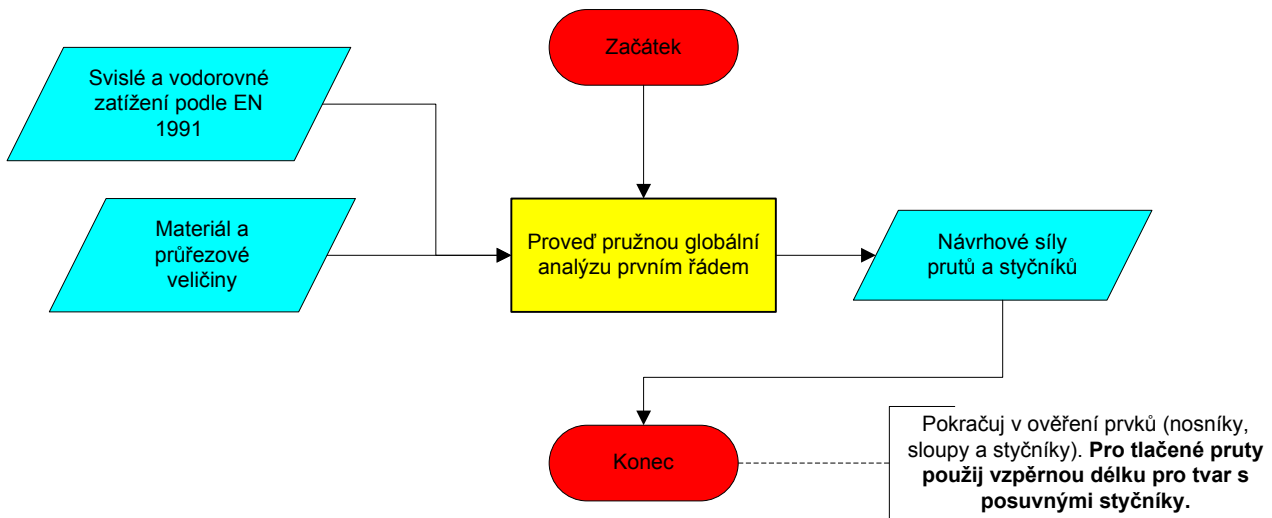 Začátek
Svislé a vodorovné
zatížení podle EN
1991
Materiál a
průřezové
veličiny
Proveď pružnou globální
analýzu prvním řádem
Návrhové síly
prutů a styčníků
Konec
Pokračuj v ověření prvků (nosníky,
sloupy a styčníky). Pro tlačené pruty
použij vzpěrnou délku pro tvar s
posuvnými styčníky.